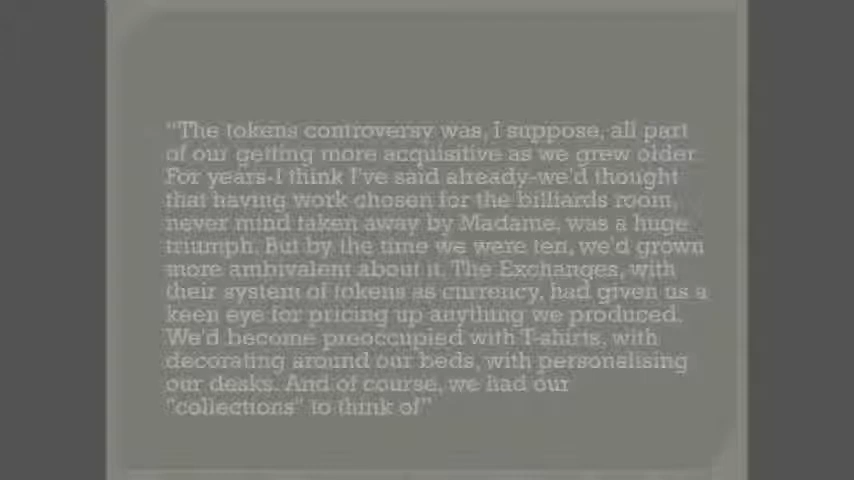 "The tokens controversy was, I suppose, all part
of our getting more acquisitive as we grew older.
For years-I think I've said already-we'd thought
that having work chosen for the billiards room,
never mind taken away by Madame, was a huge
triumph. But by the time we were ten, we'd grown
more ambivalent about it. The Exchanges, with
their system of tokens as currency, had given us a
keen eye for pricing up anything we produced.
We'd become preoccupied with T-shirts, with
decorating around our beds, with personalising
our desks. And of course, we had our
"collections" to think of"